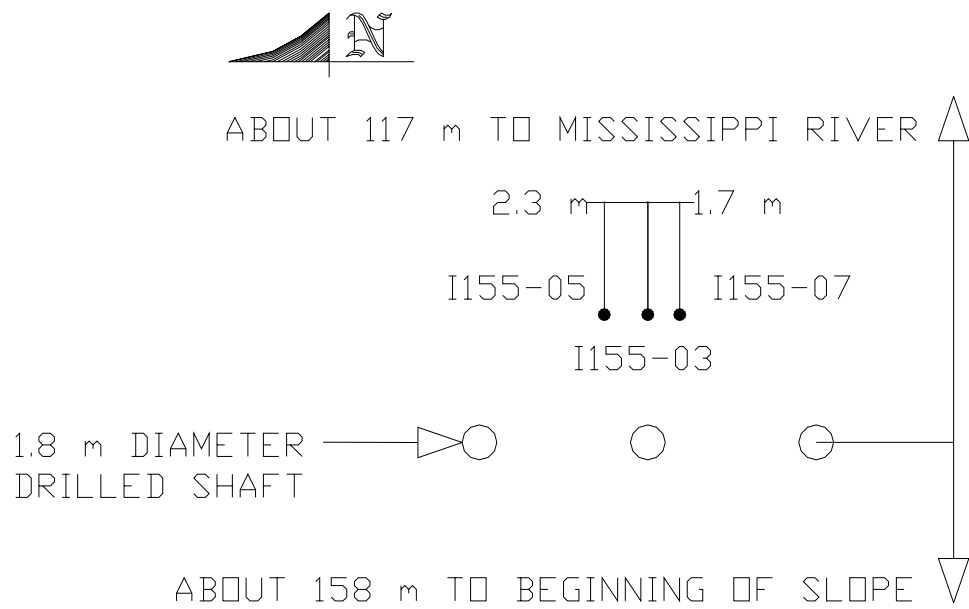 N
ABOUT 117 m TO MISSISSIPPI RIVER
2.3 m 1.7 m
I155-05 I155-07
I155-03
1.8 m DIAMETER
DRILLED SHAFT
ABOUT 158 m TO BEGINNING OF SLOPE